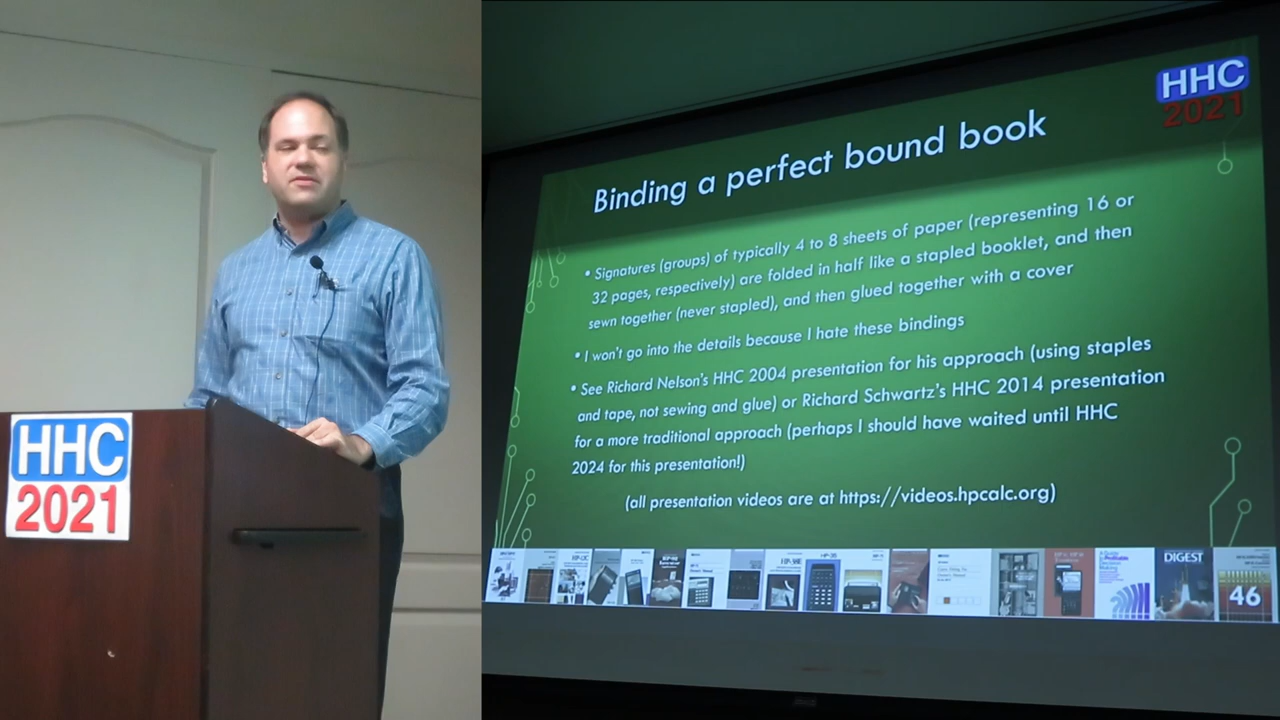 HHC
2021
HHC
2021
Binding a perfect bound book
• Signatures (groups) of typically 4 to 8 sheets of paper (representing 16 or
32 pages, respectively) are folded in half like a stapled booklet, and then
sewn together (never stapled), and then glued together with a cover
• I won't go into the details because I hate these bindings
• See Richard Nelson's HHC 2004 presentation for his approach (using staples
and tape, not sewing and glue) or Richard Schwartz's HHC 2014 presentation
for a more traditional approach (perhaps I should have waited until HHC
2024 for this presentation!)
(all presentation videos are at https://videos.hpcalc.org)
DIGEST
46